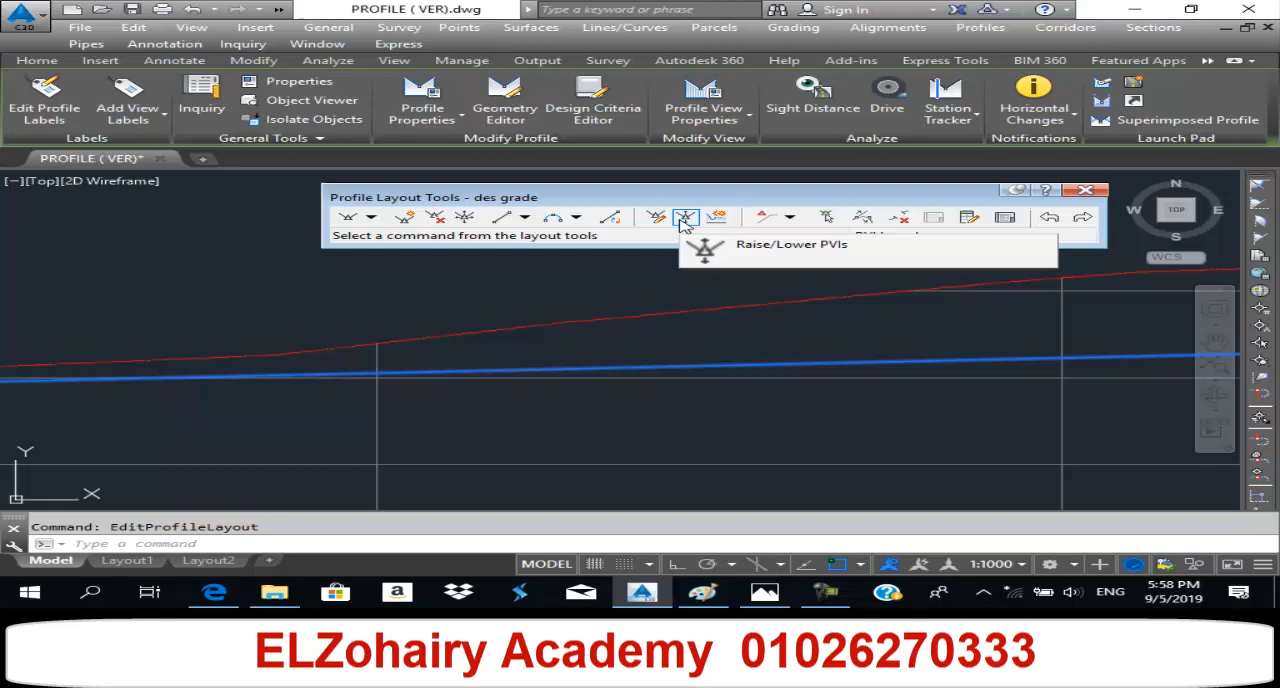 PROFILE ( VER).dwg
Type a keyword or phrase
Sign In
C3D
File Edit View Insert General Survey Points Surfaces Lines/Curves Parcels Grading Alignments Profiles Corridors Sections
Pipes Annotation Inquiry Window Express
Home Insert Annotate Modify Analyze View Manage Output Survey Autodesk 360 Help Add-ins Express Tools BIM 360 Featured Apps
Edit Profile Labels
Add View Labels
Inquiry
Properties
Object Viewer
Isolate Objects
Profile Properties
Geometry Editor
Design Criteria Editor
Profile View Properties
Sight Distance
Drive
Station Tracker
Horizontal Changes
Superimposed Profile
Labels General Tools Modify Profile Modify View Analyze Notifications Launch Pad
PROFILE ( VER)*
[−][Top][2D Wireframe]
Profile Layout Tools - des grade
Select a command from the layout tools
Raise/Lower PVIs
N
W TOP E
S
WCS
Y
X
Command: EditProfileLayout
Type a command
Model Layout1 Layout2
MODEL
1:1000
ENG
5:58 PM
9/5/2019
ELZohairy Academy 01026270333